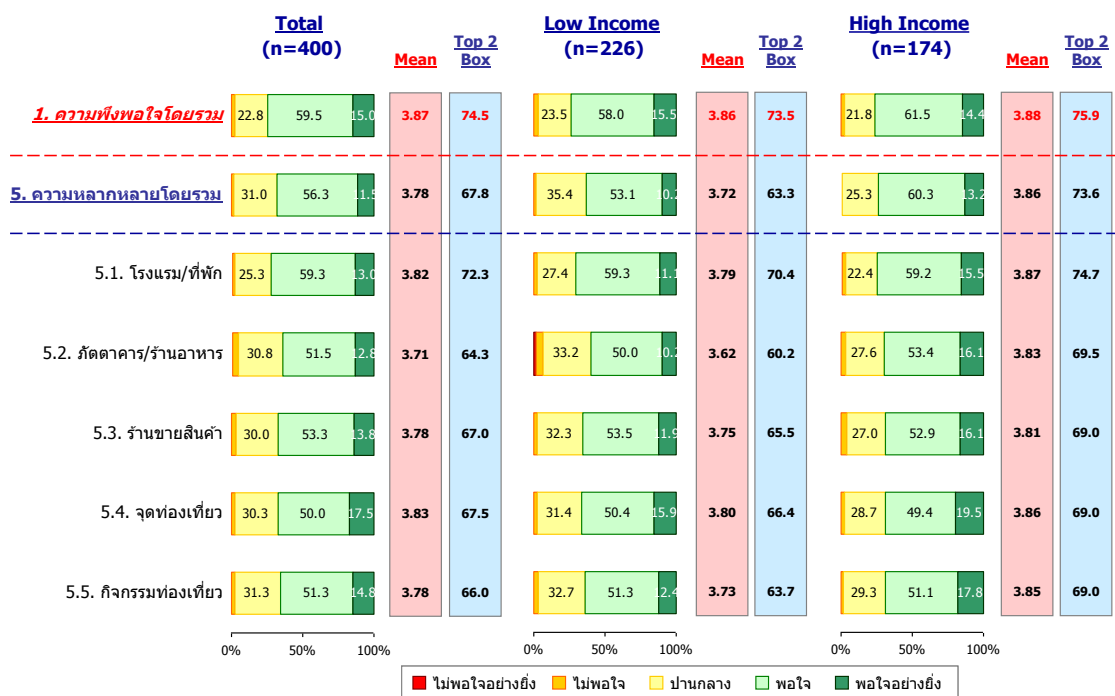 Total Low Income High Income
(n=400) Mean Top 2 Box (n=226) Mean Top 2 Box (n=174) Mean Top 2 Box
1. ความพึงพอใจโดยรวม 22.8 59.5 15.0 3.87 74.5 23.5 58.0 15.5 3.86 73.5 21.8 61.5 14.4 3.88 75.9
5. ความหลากหลายโดยรวม 31.0 56.3 11.5 3.78 67.8 35.4 53.1 10.2 3.72 63.3 25.3 60.3 13.2 3.86 73.6
5.1. โรงแรม/ที่พัก 25.3 59.3 13.0 3.82 72.3 27.4 59.3 11.1 3.79 70.4 22.4 59.2 15.5 3.87 74.7
5.2. ภัตตาคาร/ร้านอาหาร 30.8 51.5 12.8 3.71 64.3 33.2 50.0 10.2 3.62 60.2 27.6 53.4 16.1 3.83 69.5
5.3. ร้านขายสินค้า 30.0 53.3 13.8 3.78 67.0 32.3 53.5 11.9 3.75 65.5 27.0 52.9 16.1 3.81 69.0
5.4. จุดท่องเที่ยว 30.3 50.0 17.5 3.83 67.5 31.4 50.4 15.9 3.80 66.4 28.7 49.4 19.5 3.86 69.0
5.5. กิจกรรมท่องเที่ยว 31.3 51.3 14.8 3.78 66.0 32.7 51.3 12.4 3.73 63.7 29.3 51.1 17.8 3.85 69.0
0% 50% 100% 0% 50% 100% 0% 50% 100%
ไม่พอใจอย่างยิ่ง ไม่พอใจ ปานกลาง พอใจ พอใจอย่างยิ่ง